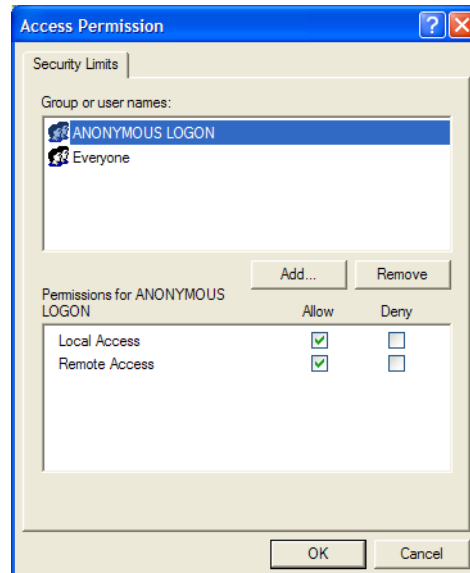 Access Permission
Security Limits
Group or user names:
ANONYMOUS LOGON
Everyone
Add...
Remove
Permissions for ANONYMOUS
LOGON
Allow
Deny
Local Access
Remote Access
OK
Cancel